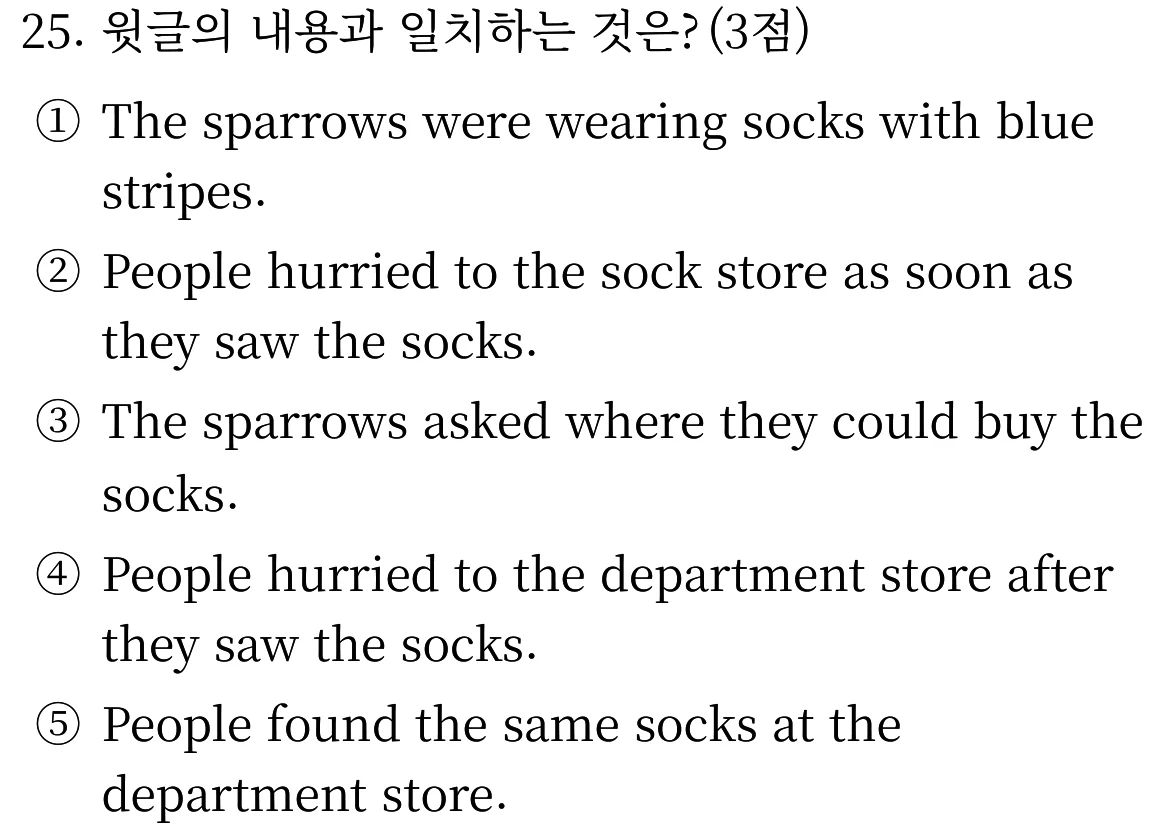 25. 윗글의 내용과 일치하는 것은? (3점)
① The sparrows were wearing socks with blue
stripes.
② People hurried to the sock store as soon as
they saw the socks.
③ The sparrows asked where they could buy the
socks.
④ People hurried to the department store after
they saw the socks.
⑤ People found the same socks at the
department store.